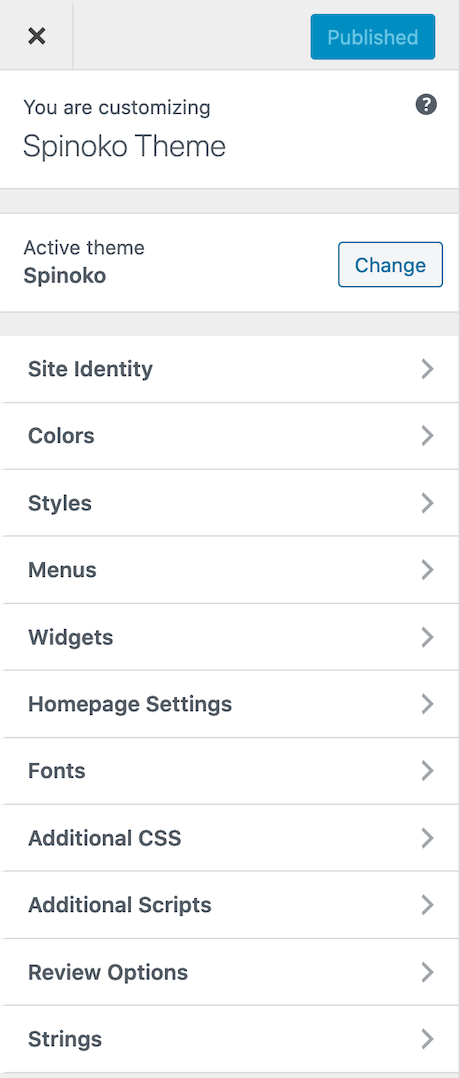 Published
You are customizing
Spinoko Theme
Active theme
Spinoko
Change
Site Identity
Colors
Styles
Menus
Widgets
Homepage Settings
Fonts
Additional CSS
Additional Scripts
Review Options
Strings